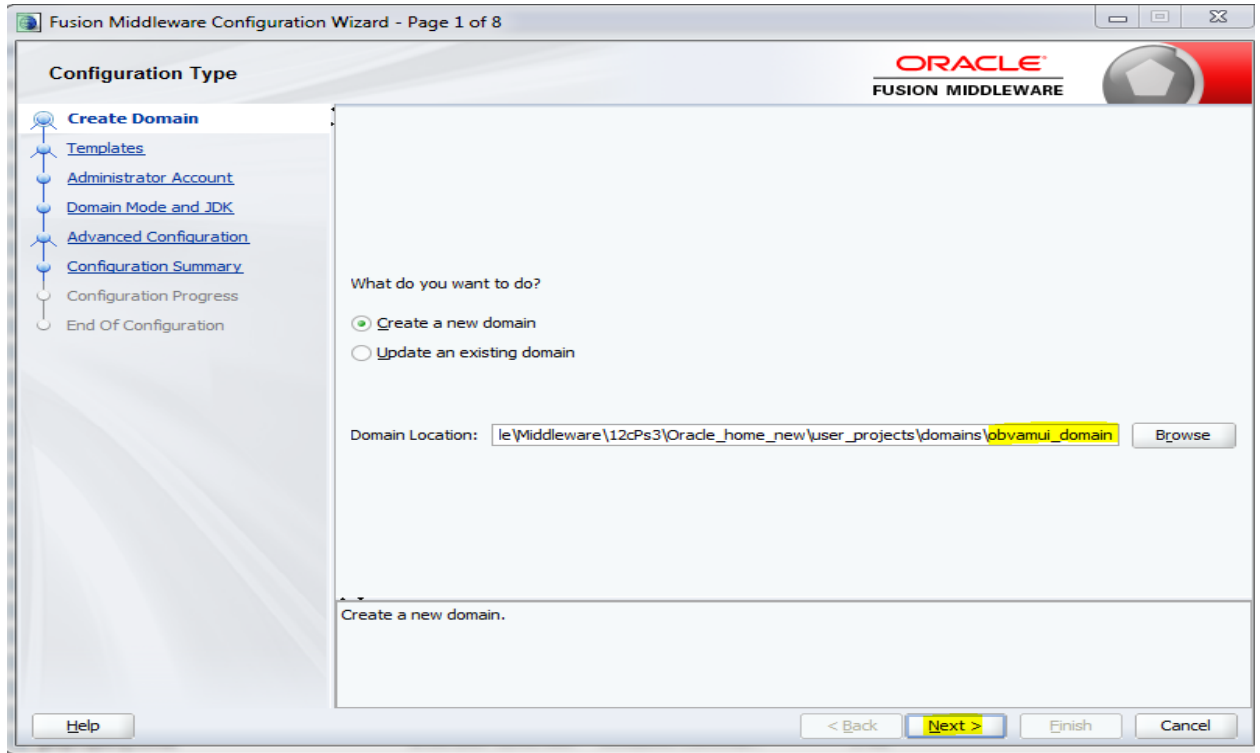 Fusion Middleware Configuration Wizard - Page 1 of 8
Configuration Type
ORACLE
FUSION MIDDLEWARE
Create Domain
Templates
Administrator Account
Domain Mode and JDK
Advanced Configuration
Configuration Summary
Configuration Progress
End Of Configuration
What do you want to do?
Create a new domain
Update an existing domain
Domain Location: le\Middleware\12cPs3\Oracle_home_new\user_projects\domains\obvamui_domain Browse
Create a new domain.
Help < Back Next > Finish Cancel